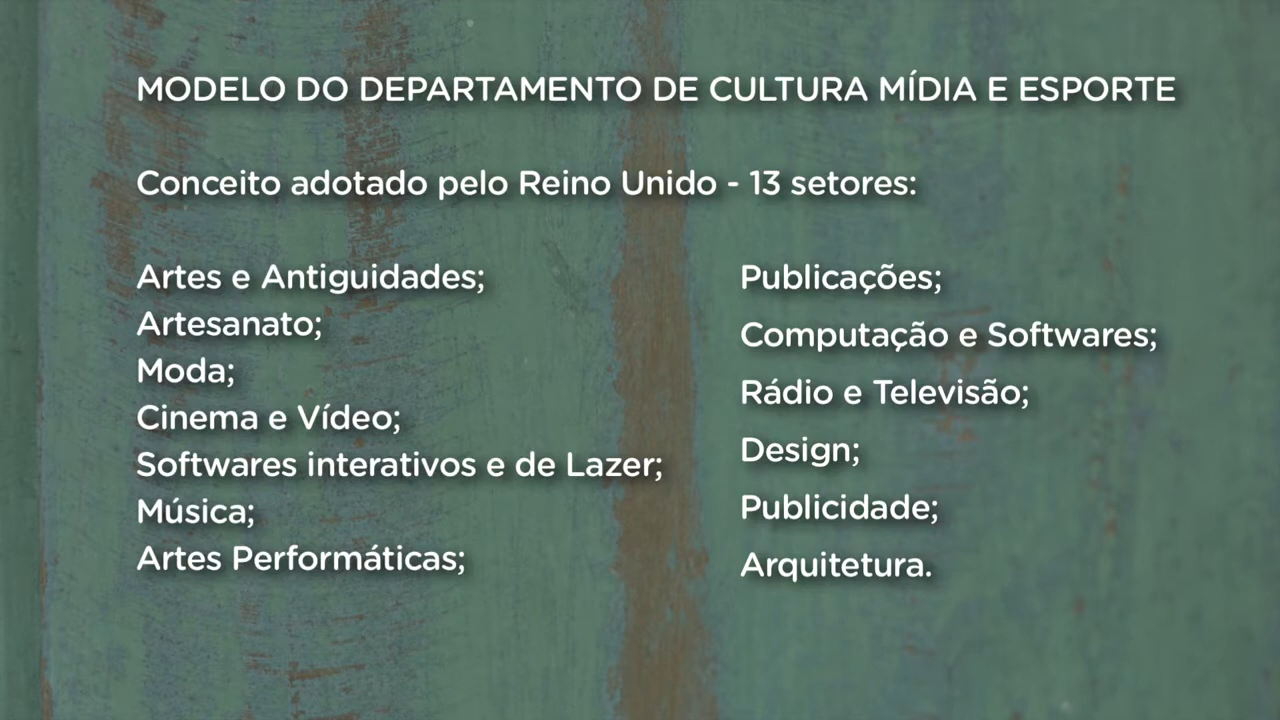 MODELO DO DEPARTAMENTO DE CULTURA MÍDIA E ESPORTE
Conceito adotado pelo Reino Unido - 13 setores:
Artes e Antiguidades;
Artesanato;
Moda;
Cinema e Vídeo;
Softwares interativos e de Lazer;
Música;
Artes Performáticas;
Publicações;
Computação e Softwares;
Rádio e Televisão;
Design;
Publicidade;
Arquitetura.